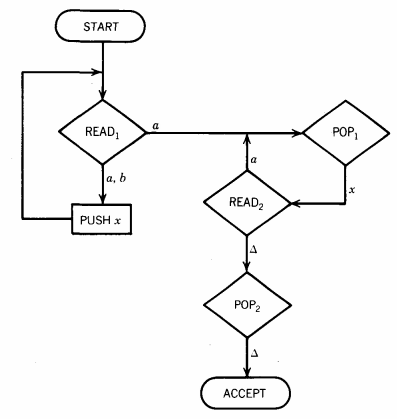 START
READ₁
a
POP₁
a, b
a
x
PUSH x
READ₂
Δ
POP₂
Δ
ACCEPT